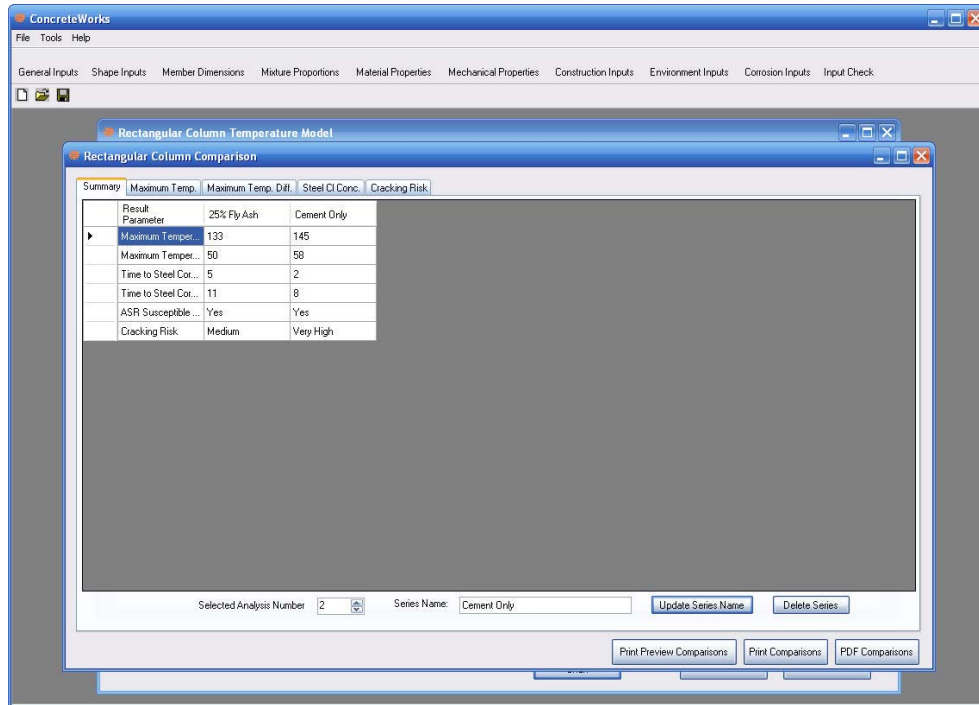 ConcreteWorks
File Tools Help
General Inputs Shape Inputs Member Dimensions Mixture Proportions Material Properties Mechanical Properties Construction Inputs Environment Inputs Corrosion Inputs Input Check
Rectangular Column Temperature Model
Rectangular Column Comparison
Summary Maximum Temp. Maximum Temp. Diff. Steel Cl Conc. Cracking Risk
Result
Parameter 25% Fly Ash Cement Only
Maximum Temper... 133 145
Maximum Temper... 50 58
Time to Steel Cor... 5 2
Time to Steel Cor... 11 8
ASR Susceptible ... Yes Yes
Cracking Risk Medium Very High
Selected Analysis Number 2 Series Name: Cement Only Update Series Name Delete Series
Print Preview Comparisons Print Comparisons PDF Comparisons